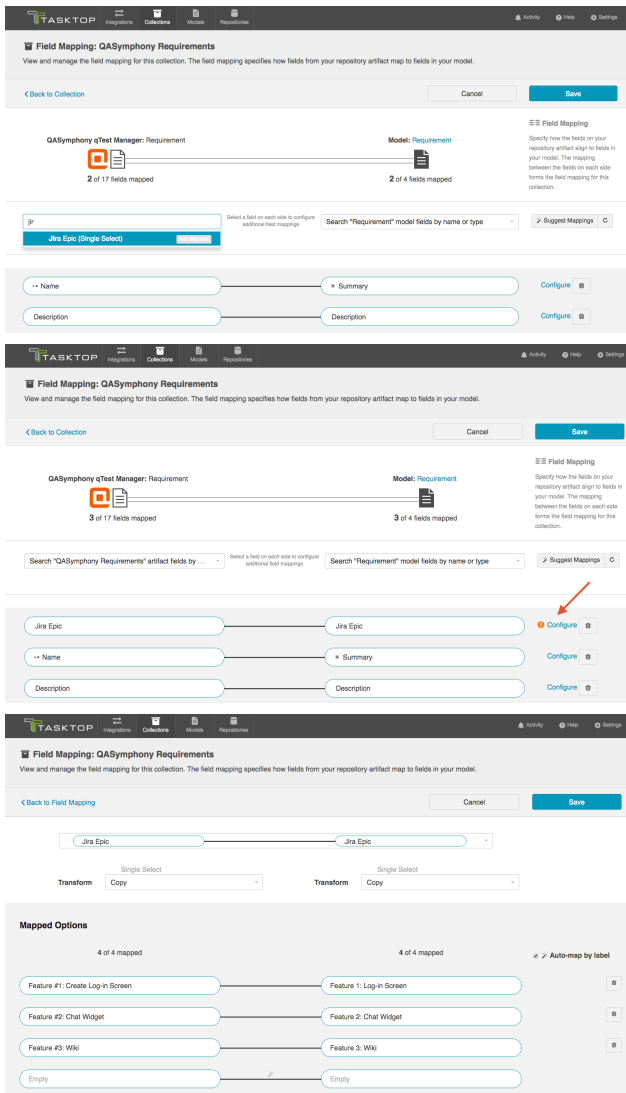 TASKTOP Integrations Collections Models Repositories Activity Help Settings
Field Mapping: QASymphony Requirements
View and manage the field mapping for this collection. The field mapping specifies how fields from your repository artifact map to fields in your model.
Back to Collection Cancel Save
Field Mapping
Specify how the fields on your
repository artifact align to fields in
your model. The mapping
between the fields on each side
forms the field mapping for this
collection.
QASymphony qTest Manager: Requirement Model: Requirement
2 of 17 fields mapped 2 of 4 fields mapped
jir Select a field on each side to configure
additional field mappings Search "Requirement" model fields by name or type Suggest Mappings
Jira Epic (Single Select) Not Mapped
Name Summary Configure
Description Description Configure
TASKTOP Integrations Collections Models Repositories Activity Help Settings
Field Mapping: QASymphony Requirements
View and manage the field mapping for this collection. The field mapping specifies how fields from your repository artifact map to fields in your model.
Back to Collection Cancel Save
Field Mapping
Specify how the fields on your
repository artifact align to fields in
your model. The mapping
between the fields on each side
forms the field mapping for this
collection.
QASymphony qTest Manager: Requirement Model: Requirement
3 of 17 fields mapped 3 of 4 fields mapped
Search "QASymphony Requirements" artifact fields by ... Select a field on each side to configure
additional field mappings Search "Requirement" model fields by name or type Suggest Mappings
Jira Epic Jira Epic Configure
Name Summary Configure
Description Description Configure
TASKTOP Integrations Collections Models Repositories Activity Help Settings
Field Mapping: QASymphony Requirements
View and manage the field mapping for this collection. The field mapping specifies how fields from your repository artifact map to fields in your model.
Back to Field Mapping Cancel Save
Jira Epic Jira Epic
Single Select Single Select
Transform Copy Transform Copy
Mapped Options
4 of 4 mapped 4 of 4 mapped Auto-map by label
Feature #1: Create Log-in Screen Feature 1: Log-in Screen
Feature #2: Chat Widget Feature 2: Chat Widget
Feature #3: Wiki Feature 3: Wiki
Empty Empty